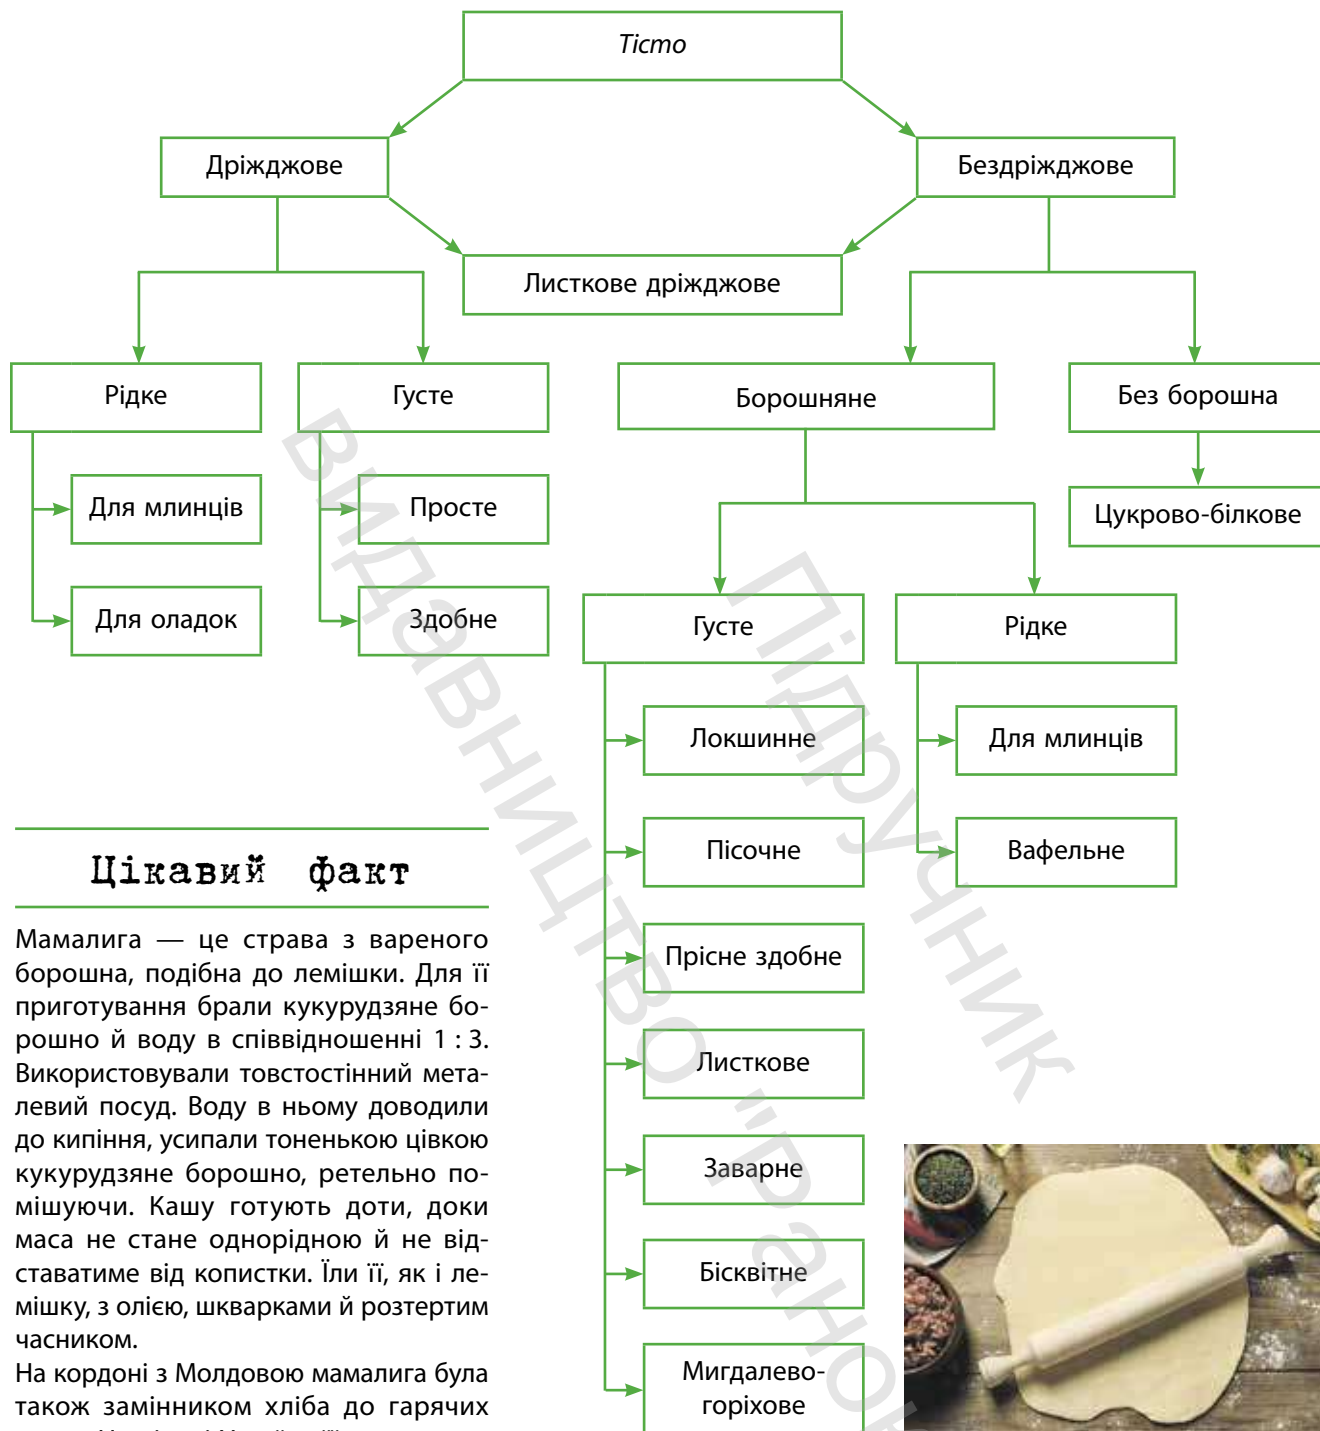 Тісто
Дріжджове
Бездріжджове
Листкове дріжджове
Рідке
Густе
Борошняне
Без борошна
Для млинців
Просте
Цукрово-білкове
Для оладок
Здобне
Густе
Рідке
Локшинне
Для млинців
Пісочне
Вафельне
Прісне здобне
Листкове
Заварне
Бісквітне
Мигдалево-
горіхове
Цікавий факт
Мамалига — це страва з вареного
борошна, подібна до лемішки. Для її
приготування брали кукурудзяне бо-
рошно й воду в співвідношенні 1 : 3.
Використовували товстостінний мета-
левий посуд. Воду в ньому доводили
до кипіння, усипали тоненькою цівкою
кукурудзяне борошно, ретельно по-
мішуючи. Кашу готують доти, доки
маса не стане однорідною й не від-
ставатиме від копистки. Їли її, як і ле-
мішку, з олією, шкварками й розтертим
часником.
На кордоні з Молдовою мамалига була
також замінником хліба до гарячих
Підручник
видавництво "Ранок